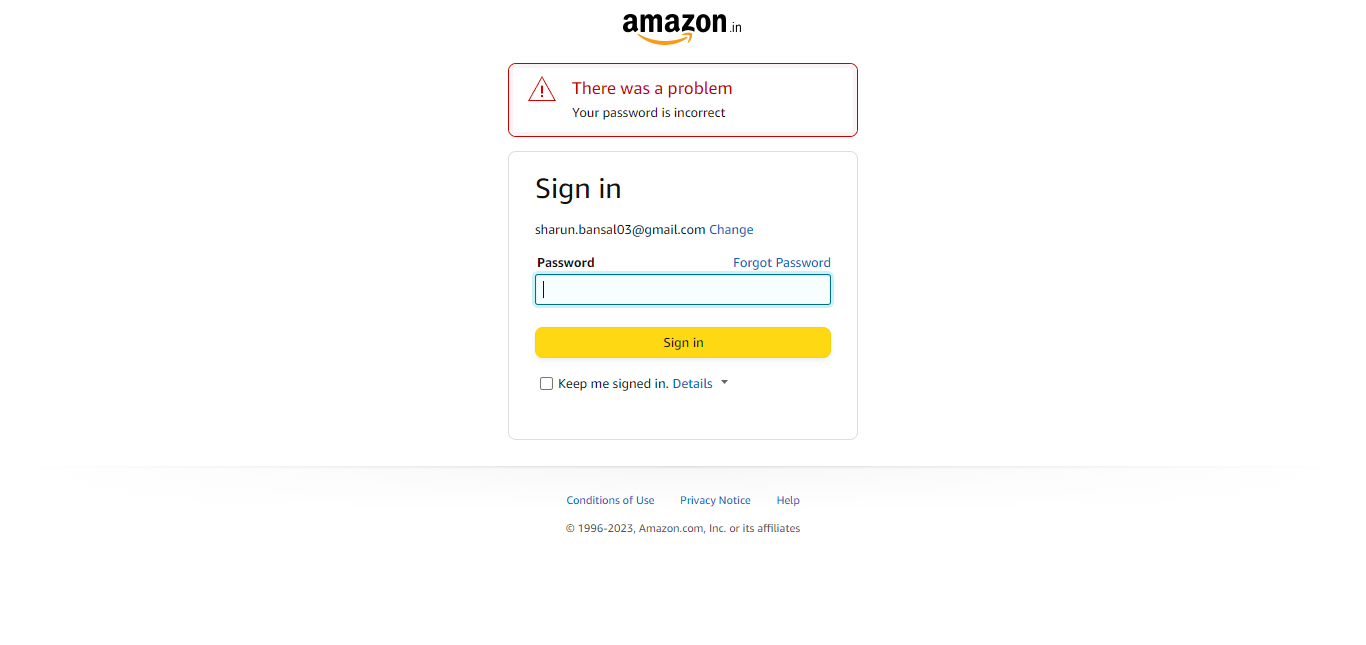 amazon.in
There was a problem
Your password is incorrect
Sign in
sharun.bansal03@gmail.com Change
Password Forgot Password
Sign in
Keep me signed in. Details
Conditions of Use Privacy Notice Help
© 1996-2023, Amazon.com, Inc. or its affiliates